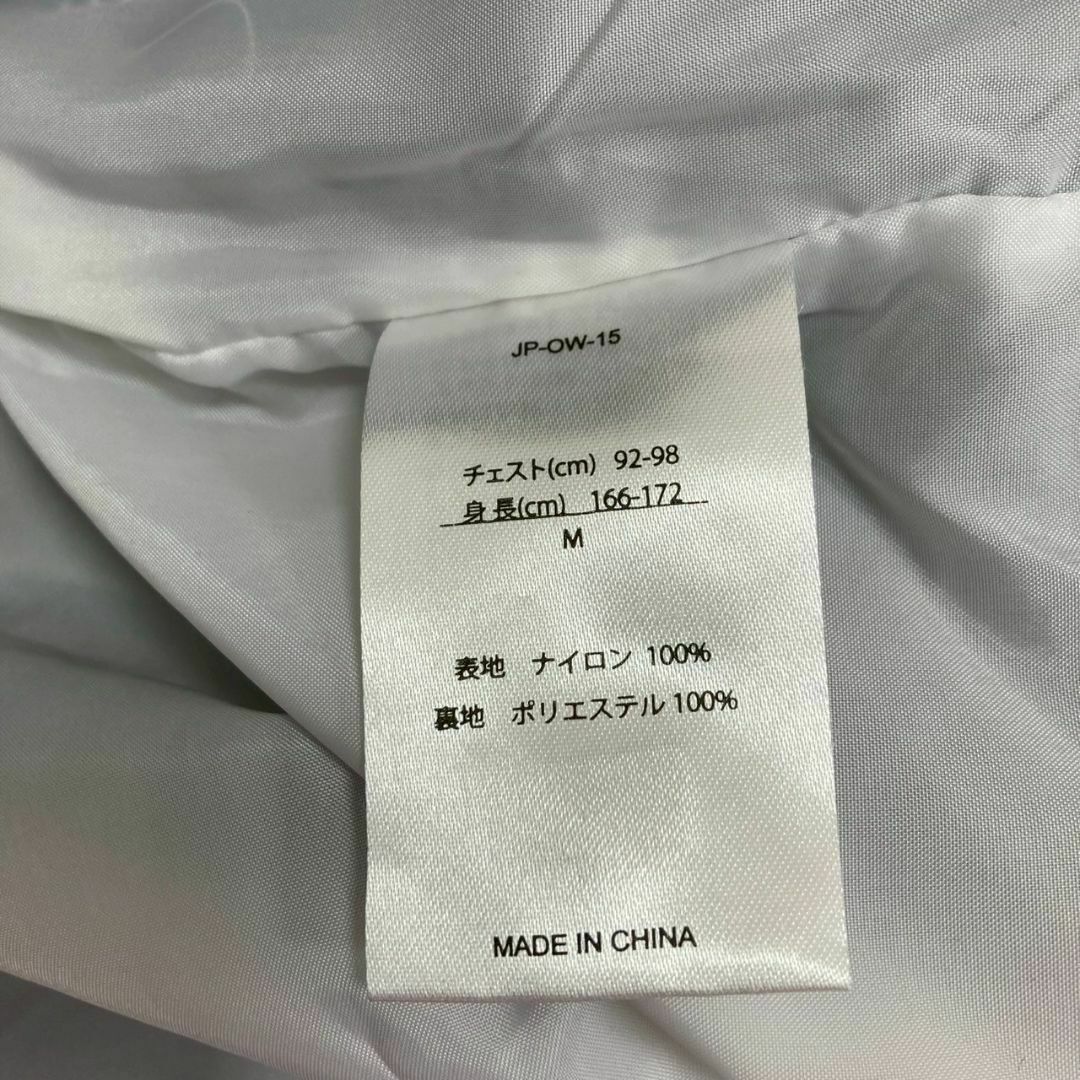 JP-OW-15
チェスト(cm) 92-98
身長(cm) 166-172
M
表地 ナイロン 100%
裏地 ポリエステル 100%
MADE IN CHINA